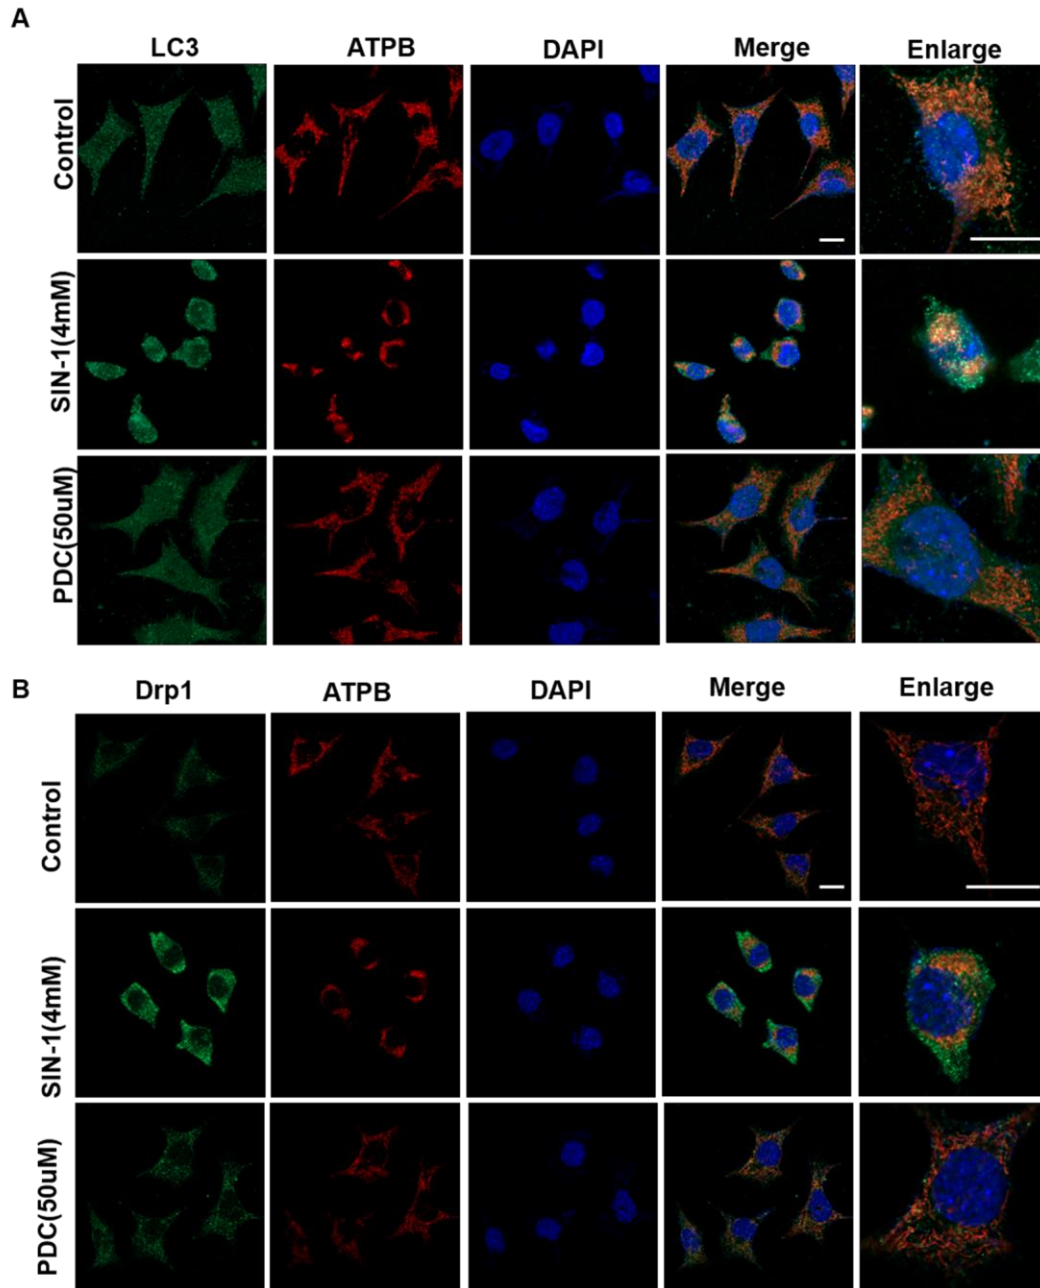 A
LC3 ATPB DAPI Merge Enlarge
Control
SIN-1(4mM)
PDC(50uM)
B
Drp1 ATPB DAPI Merge Enlarge
Control
SIN-1(4mM)
PDC(50uM)